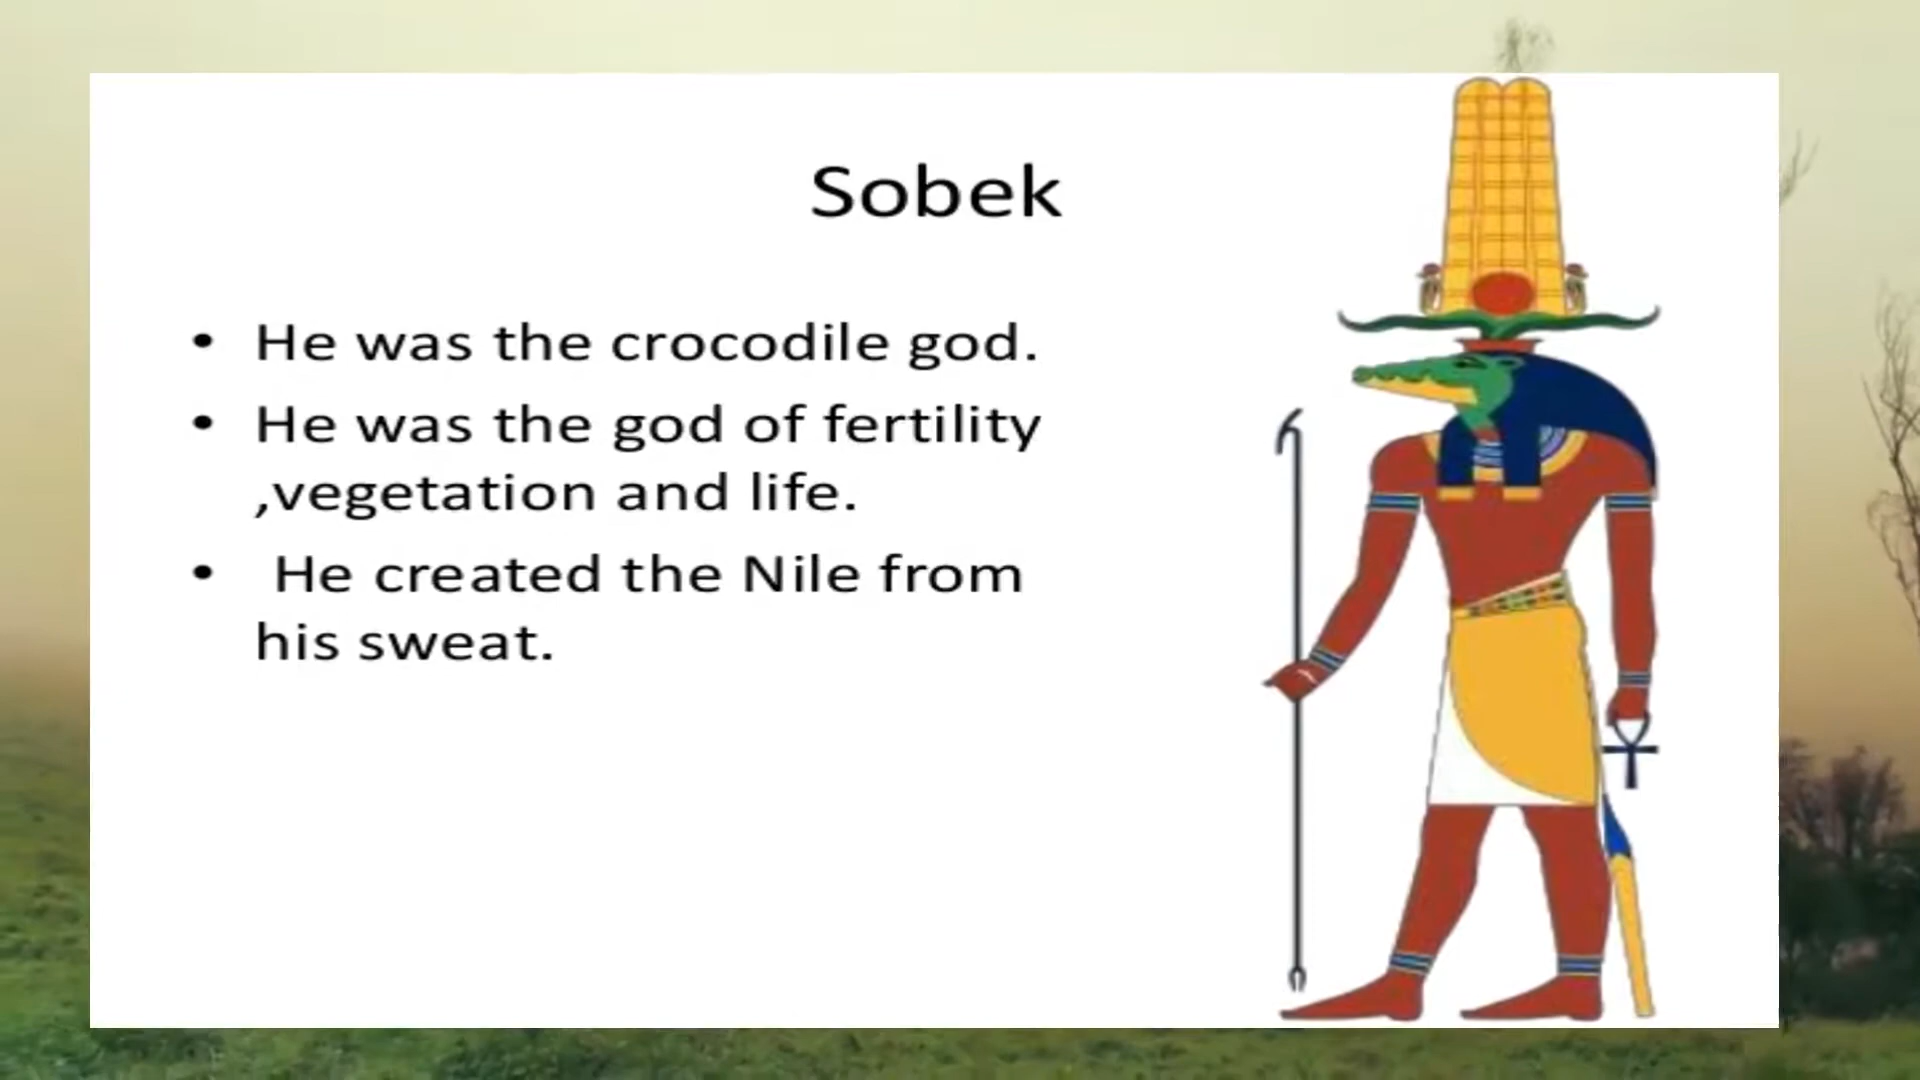 Sobek
• He was the crocodile god.
• He was the god of fertility
,vegetation and life.
• He created the Nile from
his sweat.